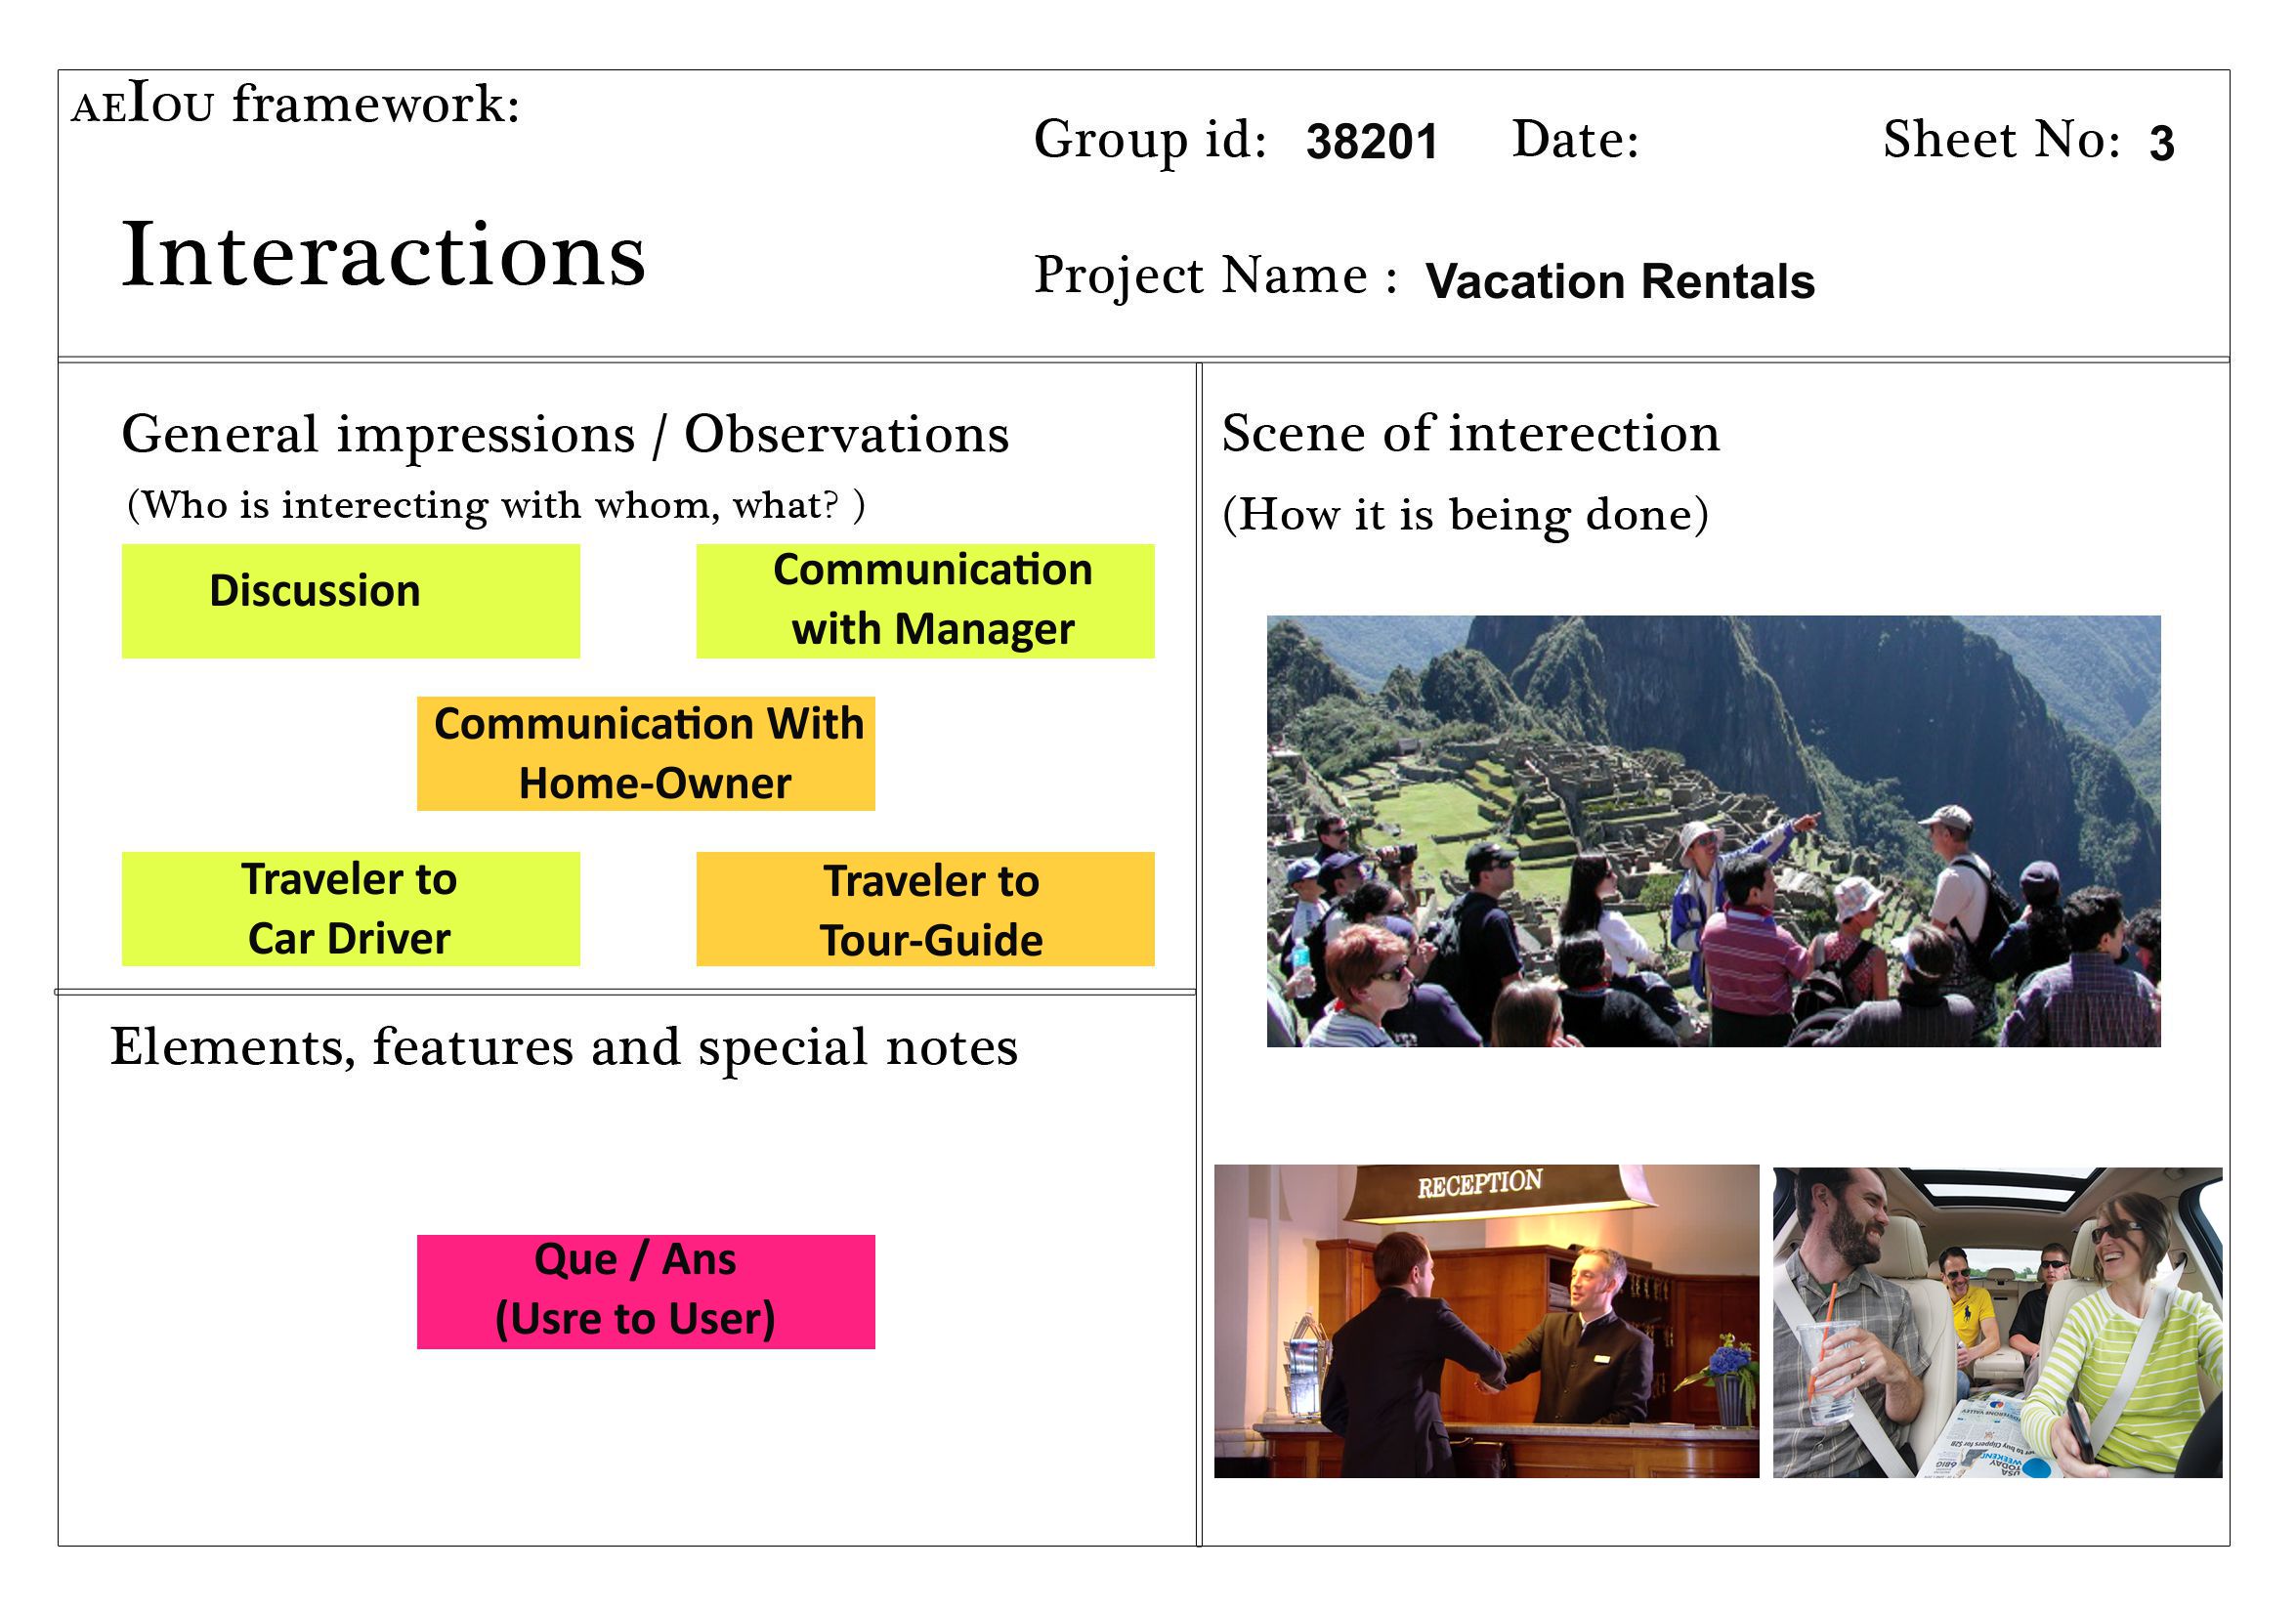 AEIOU framework:
Group id: 38201 Date: Sheet No: 3
Interactions
Project Name : Vacation Rentals
General impressions / Observations
(Who is interecting with whom, what? )
Discussion
Communication
with Manager
Communication With
Home-Owner
Traveler to
Car Driver
Traveler to
Tour-Guide
Elements, features and special notes
Que / Ans
(Usre to User)
Scene of interection
(How it is being done)
RECEPTION
USA
TODAY
WEEKEND